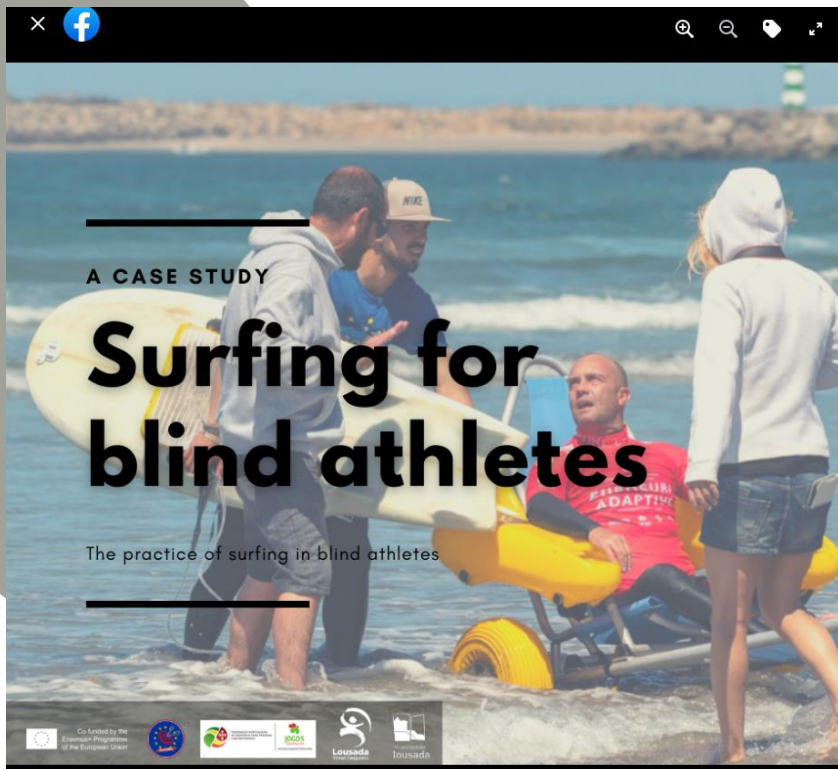 NIKE
A CASE STUDY
Surfing for
blind athletes
ADAPTIVE
The practice of surfing in blind athletes
Co-funded by the
Erasmus+ Programme
of the European Union
JOGOS
Lousada
lousada